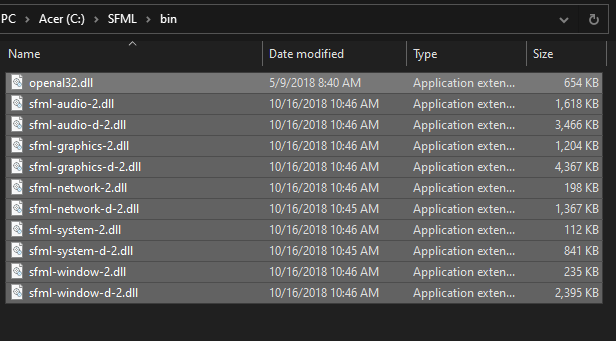 PC > Acer (C:) > SFML > bin
Name Date modified Type Size
openal32.dll 5/9/2018 8:40 AM Application exten... 654 KB
sfml-audio-2.dll 10/16/2018 10:46 AM Application exten... 1,618 KB
sfml-audio-d-2.dll 10/16/2018 10:46 AM Application exten... 3,466 KB
sfml-graphics-2.dll 10/16/2018 10:46 AM Application exten... 1,204 KB
sfml-graphics-d-2.dll 10/16/2018 10:46 AM Application exten... 4,367 KB
sfml-network-2.dll 10/16/2018 10:46 AM Application exten... 198 KB
sfml-network-d-2.dll 10/16/2018 10:45 AM Application exten... 1,367 KB
sfml-system-2.dll 10/16/2018 10:46 AM Application exten... 112 KB
sfml-system-d-2.dll 10/16/2018 10:45 AM Application exten... 841 KB
sfml-window-2.dll 10/16/2018 10:46 AM Application exten... 235 KB
sfml-window-d-2.dll 10/16/2018 10:46 AM Application exten... 2,395 KB